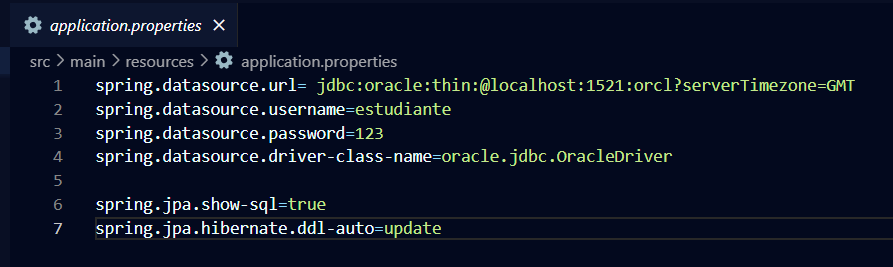 application.properties ×
src > main > resources > application.properties
1 spring.datasource.url= jdbc:oracle:thin:@localhost:1521:orcl?serverTimezone=GMT
2 spring.datasource.username=estudiante
3 spring.datasource.password=123
4 spring.datasource.driver-class-name=oracle.jdbc.OracleDriver
5
6 spring.jpa.show-sql=true
7 spring.jpa.hibernate.ddl-auto=update